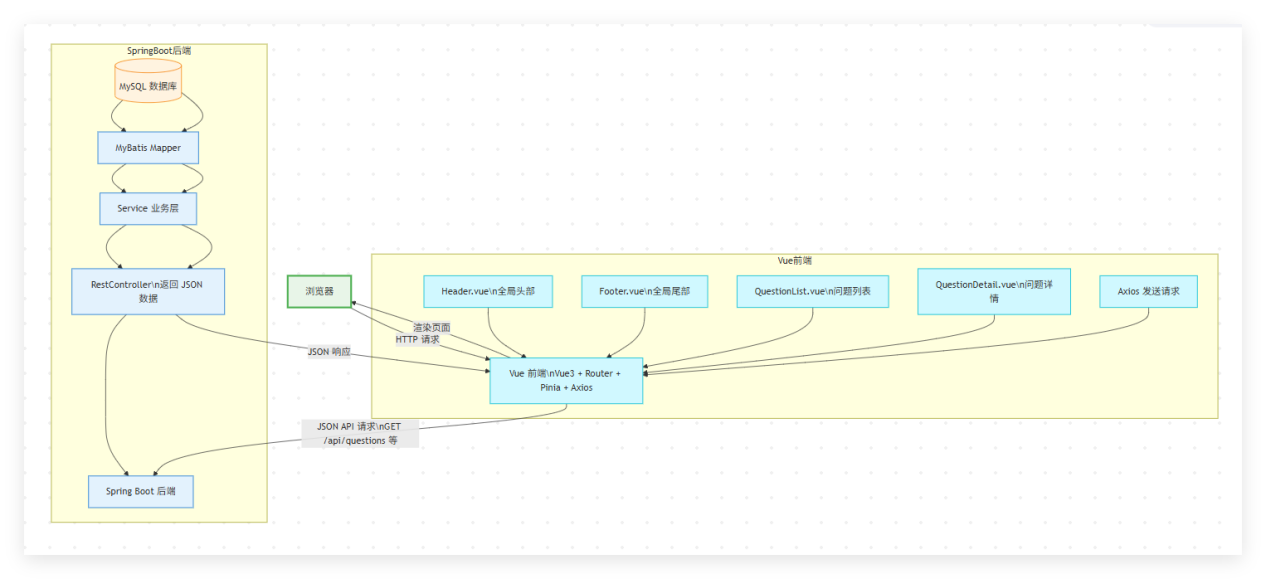 SpringBoot后端
MySQL 数据库
MyBatis Mapper
Service 业务层
RestController\n返回 JSON
数据
Spring Boot 后端
浏览器
渲染页面
HTTP 请求
JSON 响应
JSON API 请求\nGET
/api/questions 等
Vue前端
Header.vue\n全局头部
Footer.vue\n全局尾部
QuestionList.vue\n问题列表
QuestionDetail.vue\n问题详
情
Axios 发送请求
Vue 前端\nVue3 + Router +
Pinia + Axios